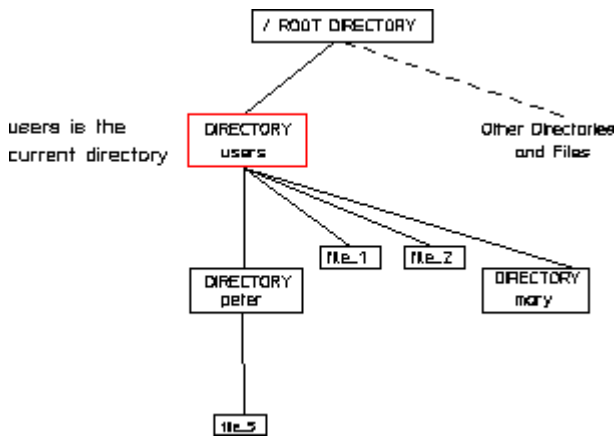 / ROOT DIRECTORY
users is the
current directory
DIRECTORY
users
Other Directories
and Files
file_1
file_2
DIRECTORY
peter
DIRECTORY
mary
file_3